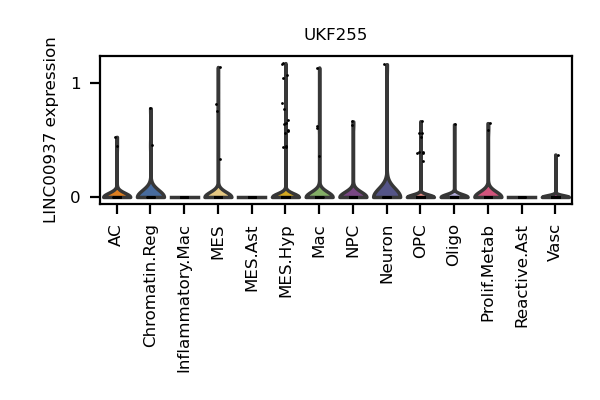 UKF255
LINC00937 expression
1
0
AC
Chromatin.Reg
Inflammatory.Mac
MES
MES.Ast
MES.Hyp
Mac
NPC
Neuron
OPC
Oligo
Prolif.Metab
Reactive.Ast
Vasc